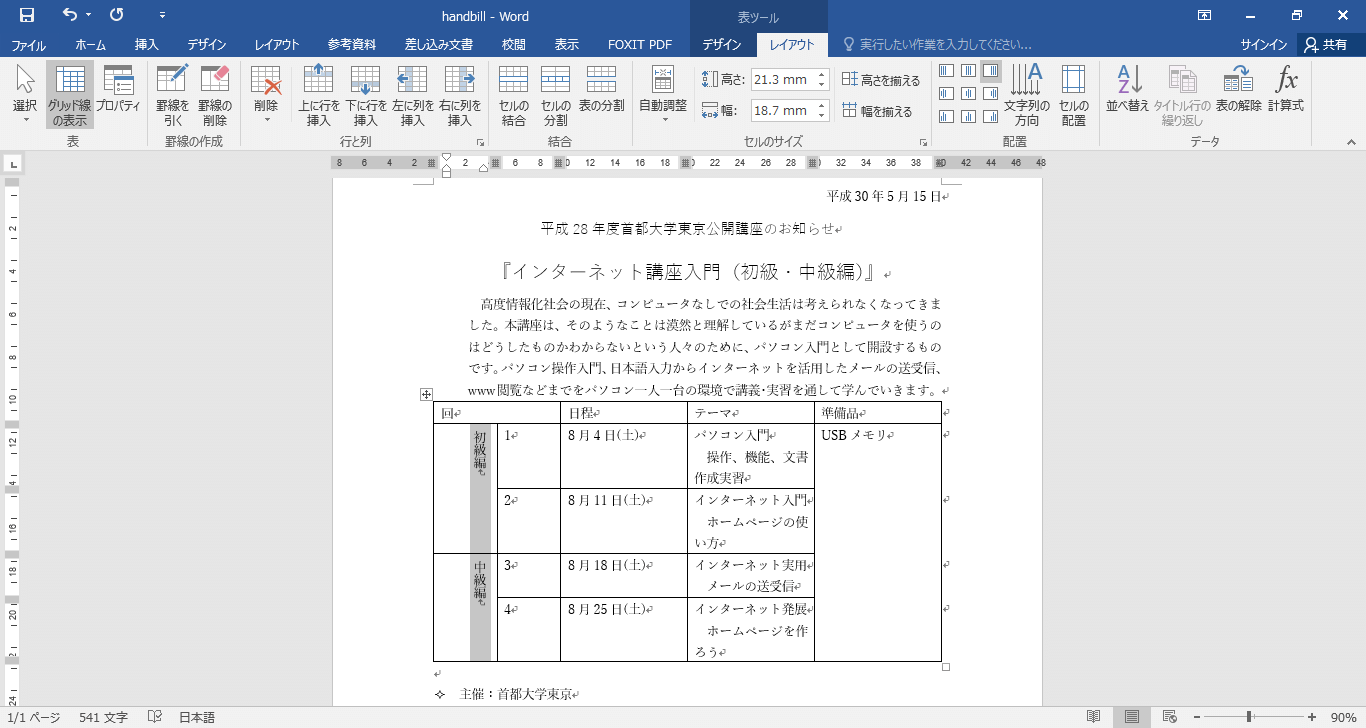 handbill - Word
表ツール
ファイル ホーム 挿入 デザイン レイアウト 参考資料 差し込み文書 校閲 表示 FOXIT PDF デザイン レイアウト 実行したい作業を入力してください... サインイン 共有
選択 グリッド線の表示 プロパティ 罫線を引く 罫線の削除 削除 上に行を挿入 下に行を挿入 左に列を挿入 右に列を挿入 セルの結合 セルの分割 表の分割 自動調整 高さ: 21.3 mm 高さを揃える 幅: 18.7 mm 幅を揃える 文字列の方向 セルの配置 並べ替え タイトル行の繰り返し 表の解除 計算式
表 罫線の作成 行と列 結合 セルのサイズ 配置 データ
8 6 4 2 2 6 8 12 14 16 18 22 24 26 28 32 34 36 38 40 42 44 46 48
平成 30 年 5 月 15 日
平成 28 年度首都大学東京公開講座のお知らせ
『インターネット講座入門（初級・中級編）』
高度情報化社会の現在、コンピュータなしでの社会生活は考えられなくなってきま
した。本講座は、そのようなことは漠然と理解しているがまだコンピュータを使うの
はどうしたものかわからないという人々のために、パソコン入門として開設するもの
です。パソコン操作入門、日本語入力からインターネットを活用したメールの送受信、
www 閲覧などまでをパソコン一人一台の環境で講義・実習を通して学んでいきます。
回 日程 テーマ 準備品
初級編 1 8 月 4 日(土) パソコン入門 USB メモリ
操作、機能、文書
作成実習
2 8 月 11 日(土) インターネット入門
ホームページの使
い方
中級編 3 8 月 18 日(土) インターネット実用
メールの送受信
4 8 月 25 日(土) インターネット発展
ホームページを作
ろう
✧ 主催：首都大学東京
1/1 ページ 541 文字 日本語 90%